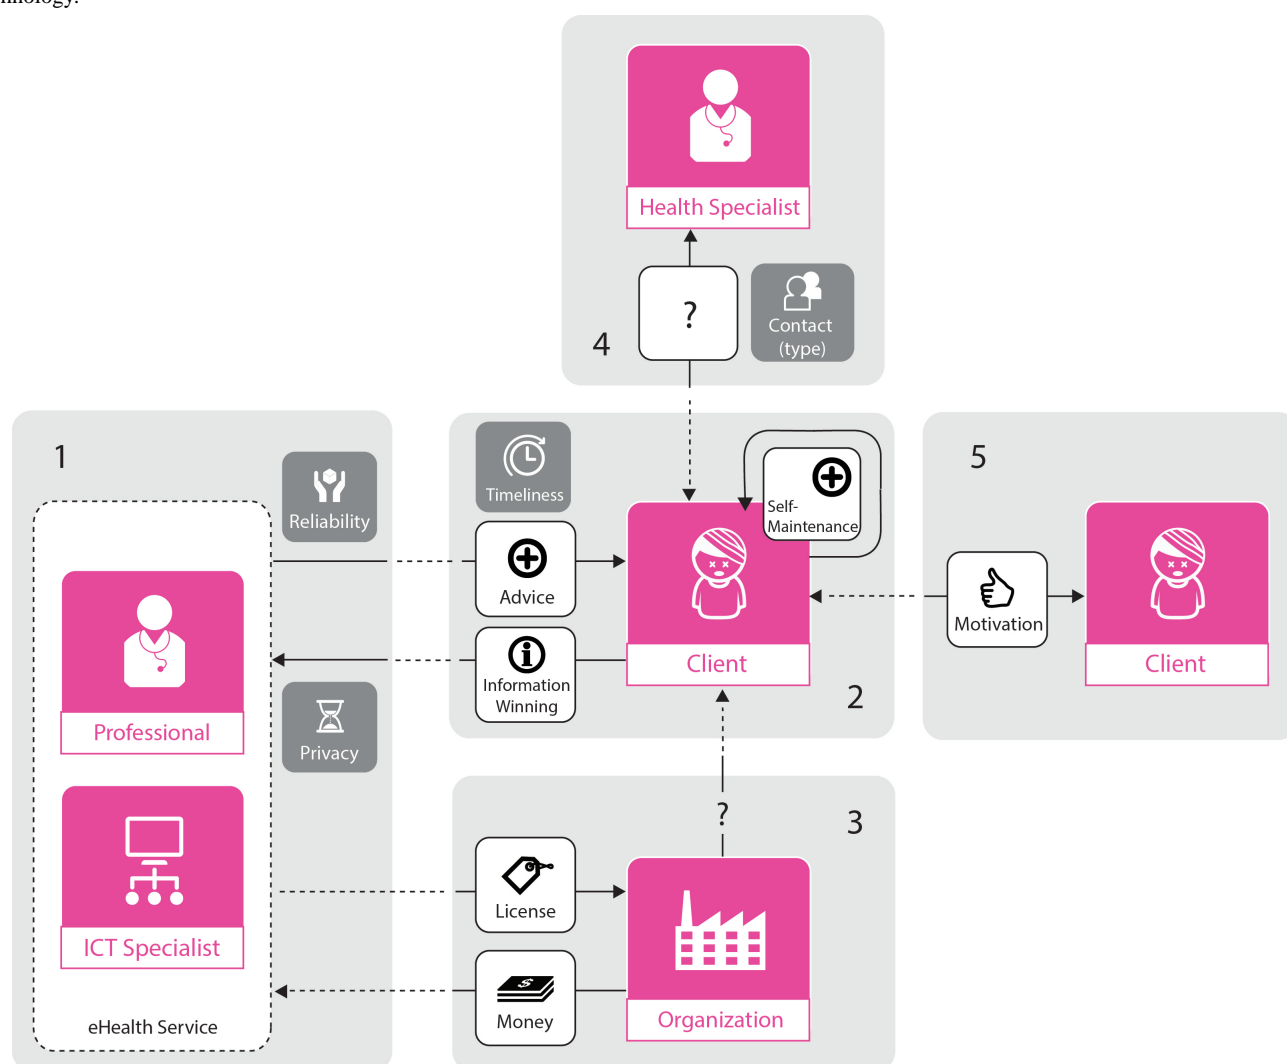 Health Specialist
?
Contact
(type)
4
1
Reliability
Professional
Privacy
ICT Specialist
eHealth Service
Timeliness
Advice
Information
Winning
Self-
Maintenance
Client
2
5
Motivation
Client
3
?
License
Money
Organization